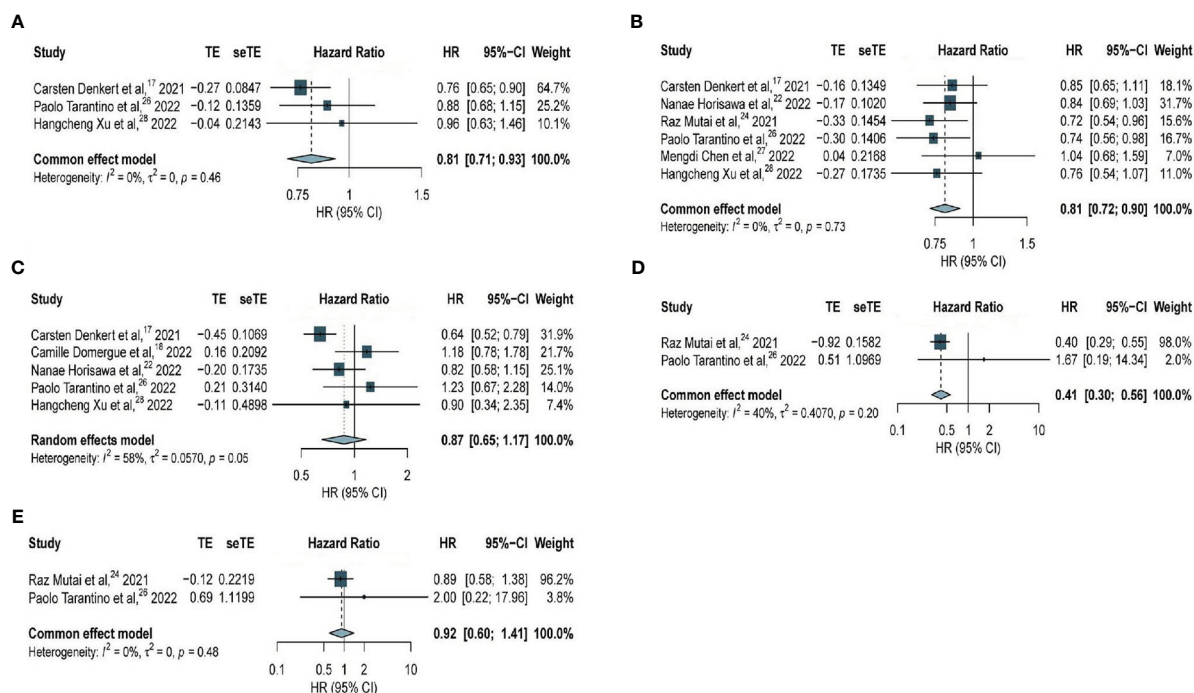 A
Study TE seTE Hazard Ratio HR 95%−CI Weight
Carsten Denkert et al,17 2021 −0.27 0.0847 0.76 [0.65; 0.90] 64.7%
Paolo Tarantino et al,26 2022 −0.12 0.1359 0.88 [0.68; 1.15] 25.2%
Hangcheng Xu et al,28 2022 −0.04 0.2143 0.96 [0.63; 1.46] 10.1%
Common effect model 0.81 [0.71; 0.93] 100.0%
Heterogeneity: I2 = 0%, τ2 = 0, p = 0.46
0.75 1 1.5
HR (95% CI)
B
Study TE seTE Hazard Ratio HR 95%−CI Weight
Carsten Denkert et al,17 2021 −0.16 0.1349 0.85 [0.65; 1.11] 18.1%
Nanae Horisawa et al,22 2022 −0.17 0.1020 0.84 [0.69; 1.03] 31.7%
Raz Mutai et al,24 2021 −0.33 0.1454 0.72 [0.54; 0.96] 15.6%
Paolo Tarantino et al,26 2022 −0.30 0.1406 0.74 [0.56; 0.98] 16.7%
Mengdi Chen et al,27 2022 0.04 0.2168 1.04 [0.68; 1.59] 7.0%
Hangcheng Xu et al,28 2022 −0.27 0.1735 0.76 [0.54; 1.07] 11.0%
Common effect model 0.81 [0.72; 0.90] 100.0%
Heterogeneity: I2 = 0%, τ2 = 0, p = 0.73
0.75 1 1.5
HR (95% CI)
C
Study TE seTE Hazard Ratio HR 95%−CI Weight
Carsten Denkert et al,17 2021 −0.45 0.1069 0.64 [0.52; 0.79] 31.9%
Camille Domergue et al,18 2022 0.16 0.2092 1.18 [0.78; 1.78] 21.7%
Nanae Horisawa et al,22 2022 −0.20 0.1735 0.82 [0.58; 1.15] 25.1%
Paolo Tarantino et al,26 2022 0.21 0.3140 1.23 [0.67; 2.28] 14.0%
Hangcheng Xu et al,28 2022 −0.11 0.4898 0.90 [0.34; 2.35] 7.4%
Random effects model 0.87 [0.65; 1.17] 100.0%
Heterogeneity: I2 = 58%, τ2 = 0.0570, p = 0.05
0.5 1 2
HR (95% CI)
D
Study TE seTE Hazard Ratio HR 95%−CI Weight
Raz Mutai et al,24 2021 −0.92 0.1582 0.40 [0.29; 0.55] 98.0%
Paolo Tarantino et al,26 2022 0.51 1.0969 1.67 [0.19; 14.34] 2.0%
Common effect model 0.41 [0.30; 0.56] 100.0%
Heterogeneity: I2 = 40%, τ2 = 0.4070, p = 0.20
0.1 0.5 1 2 10
HR (95% CI)
E
Study TE seTE Hazard Ratio HR 95%−CI Weight
Raz Mutai et al,24 2021 −0.12 0.2219 0.89 [0.58; 1.38] 96.2%
Paolo Tarantino et al,26 2022 0.69 1.1199 2.00 [0.22; 17.96] 3.8%
Common effect model 0.92 [0.60; 1.41] 100.0%
Heterogeneity: I2 = 0%, τ2 = 0, p = 0.48
0.1 0.5 1 2 10
HR (95% CI)